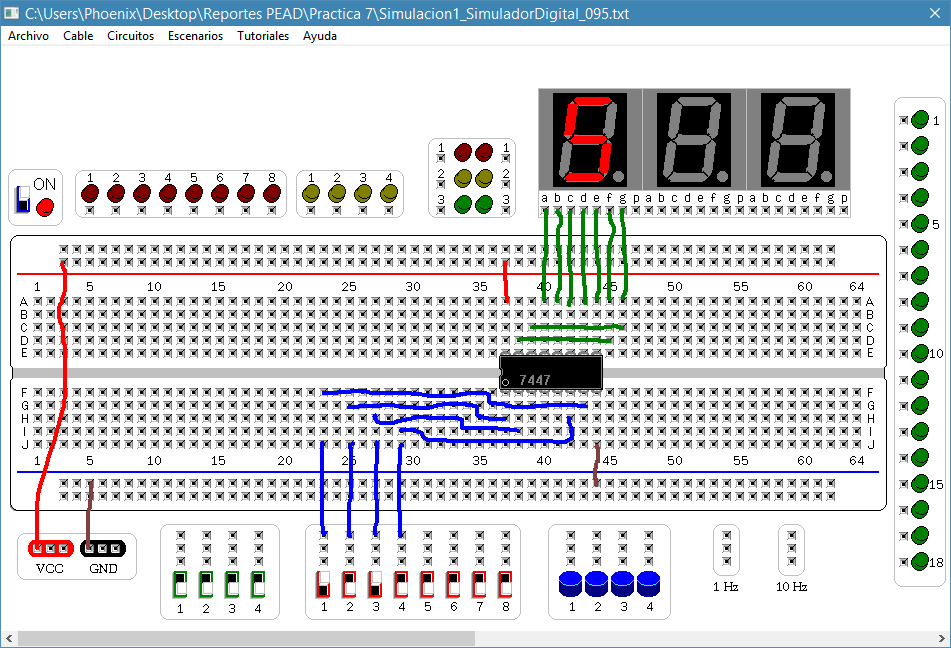 C:\Users\Phoenix\Desktop\Reportes PEAD\Practica 7\Simulacion1_SimuladorDigital_095.txt
Archivo Cable Circuitos Escenarios Tutoriales Ayuda
ON
1 2 3 4 5 6 7 8
1 2 3 4
1 1
2 2
3 3
5
a b c d e f g p a b c d e f g p a b c d e f g p
1 5 10 15 20 25 30 35 40 45 50 55 60 64
A A
B B
C C
D D
E E
7447
F F
G G
H H
I I
J J
1 5 10 15 20 25 30 35 40 45 50 55 60 64
VCC GND
1 2 3 4
1 2 3 4 5 6 7 8
1 2 3 4
1 Hz
10 Hz
1
5
10
15
18